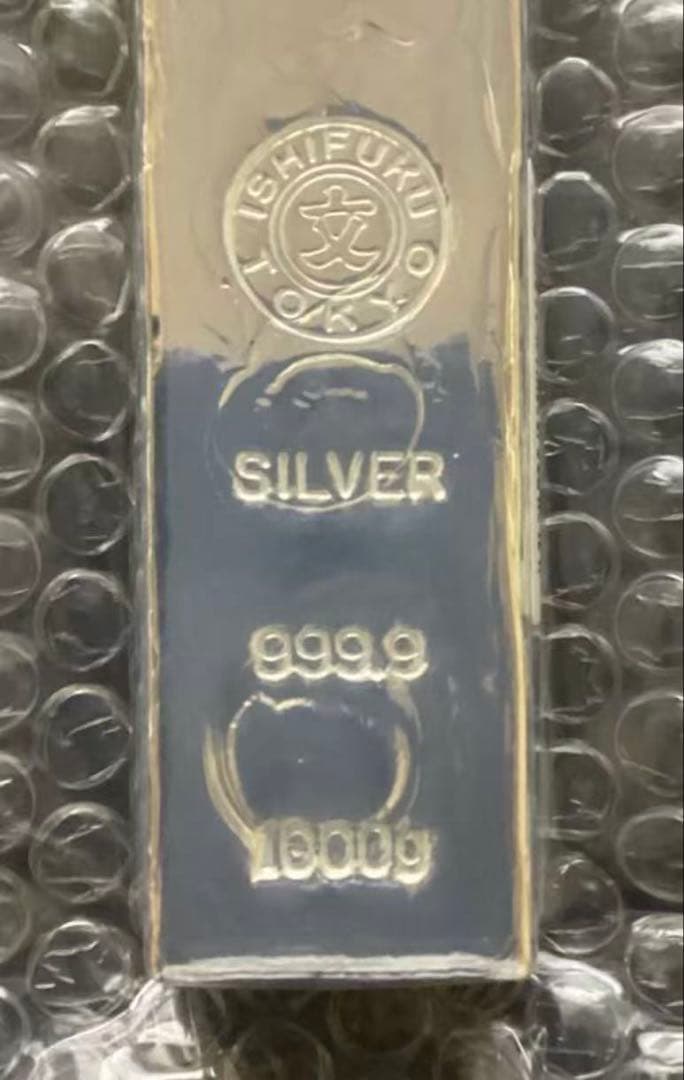 ISHIFUKU
文
TOKYO
SILVER
999.9
1000g